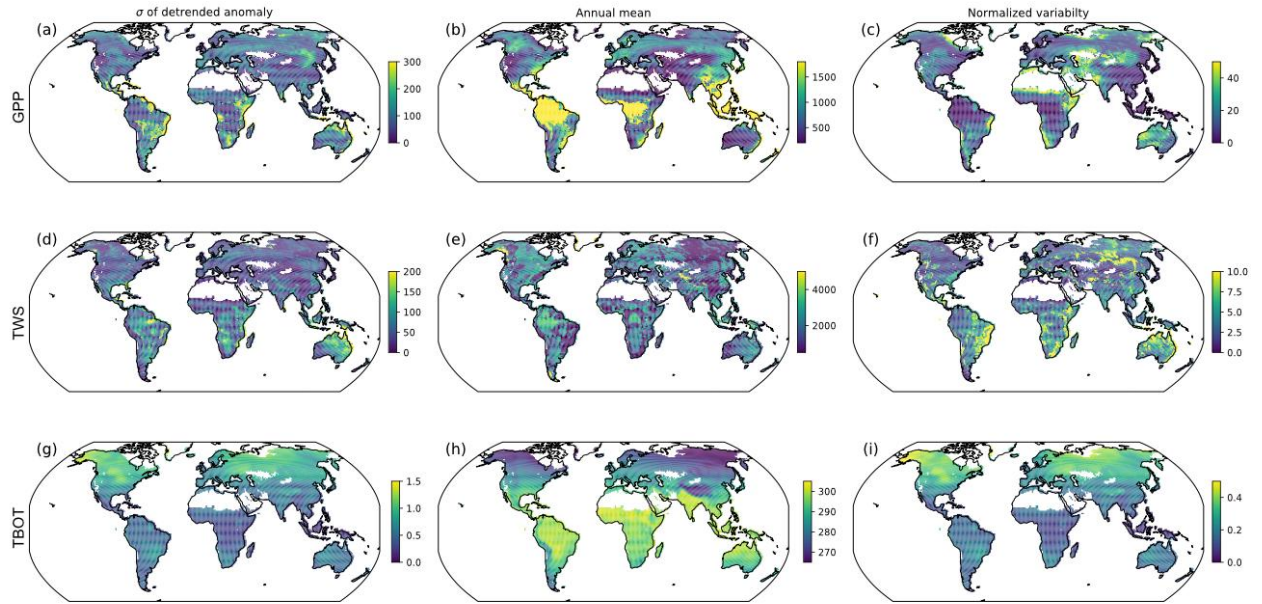 σ of detrended anomaly
Annual mean
Normalized variabilty
(a)
(b)
(c)
GPP
300
200
100
0
1500
1000
500
40
20
0
(d)
(e)
(f)
TWS
200
150
100
50
0
4000
2000
10.0
7.5
5.0
2.5
0.0
(g)
(h)
(i)
TBOT
1.5
1.0
0.5
0.0
300
290
280
270
0.4
0.2
0.0